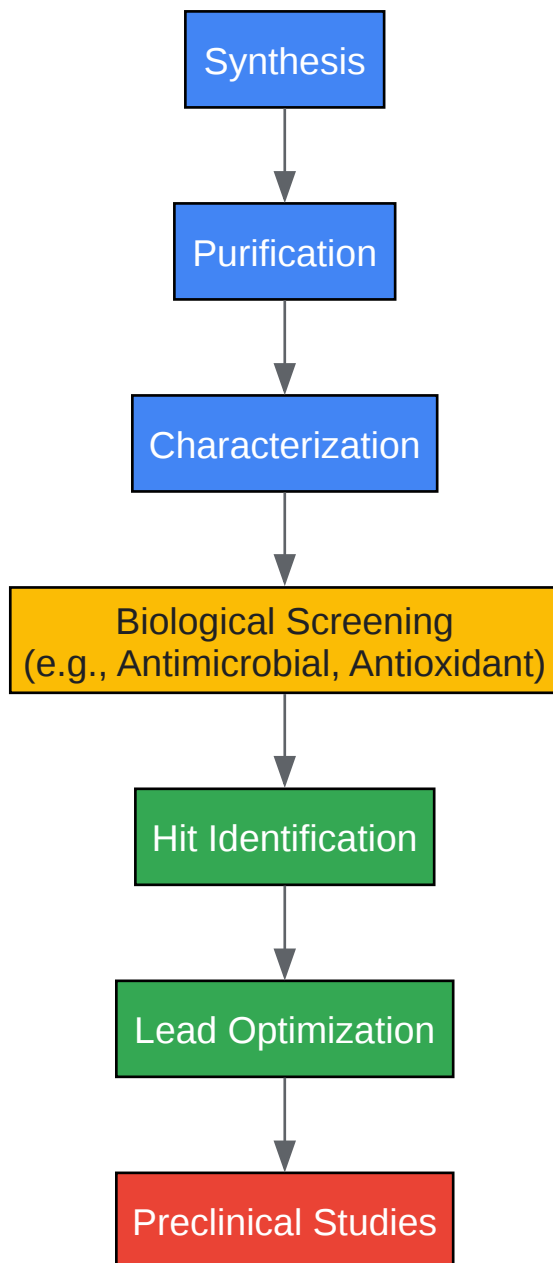 Synthesis
Purification
Characterization
Biological Screening
(e.g., Antimicrobial, Antioxidant)
Hit Identification
Lead Optimization
Preclinical Studies